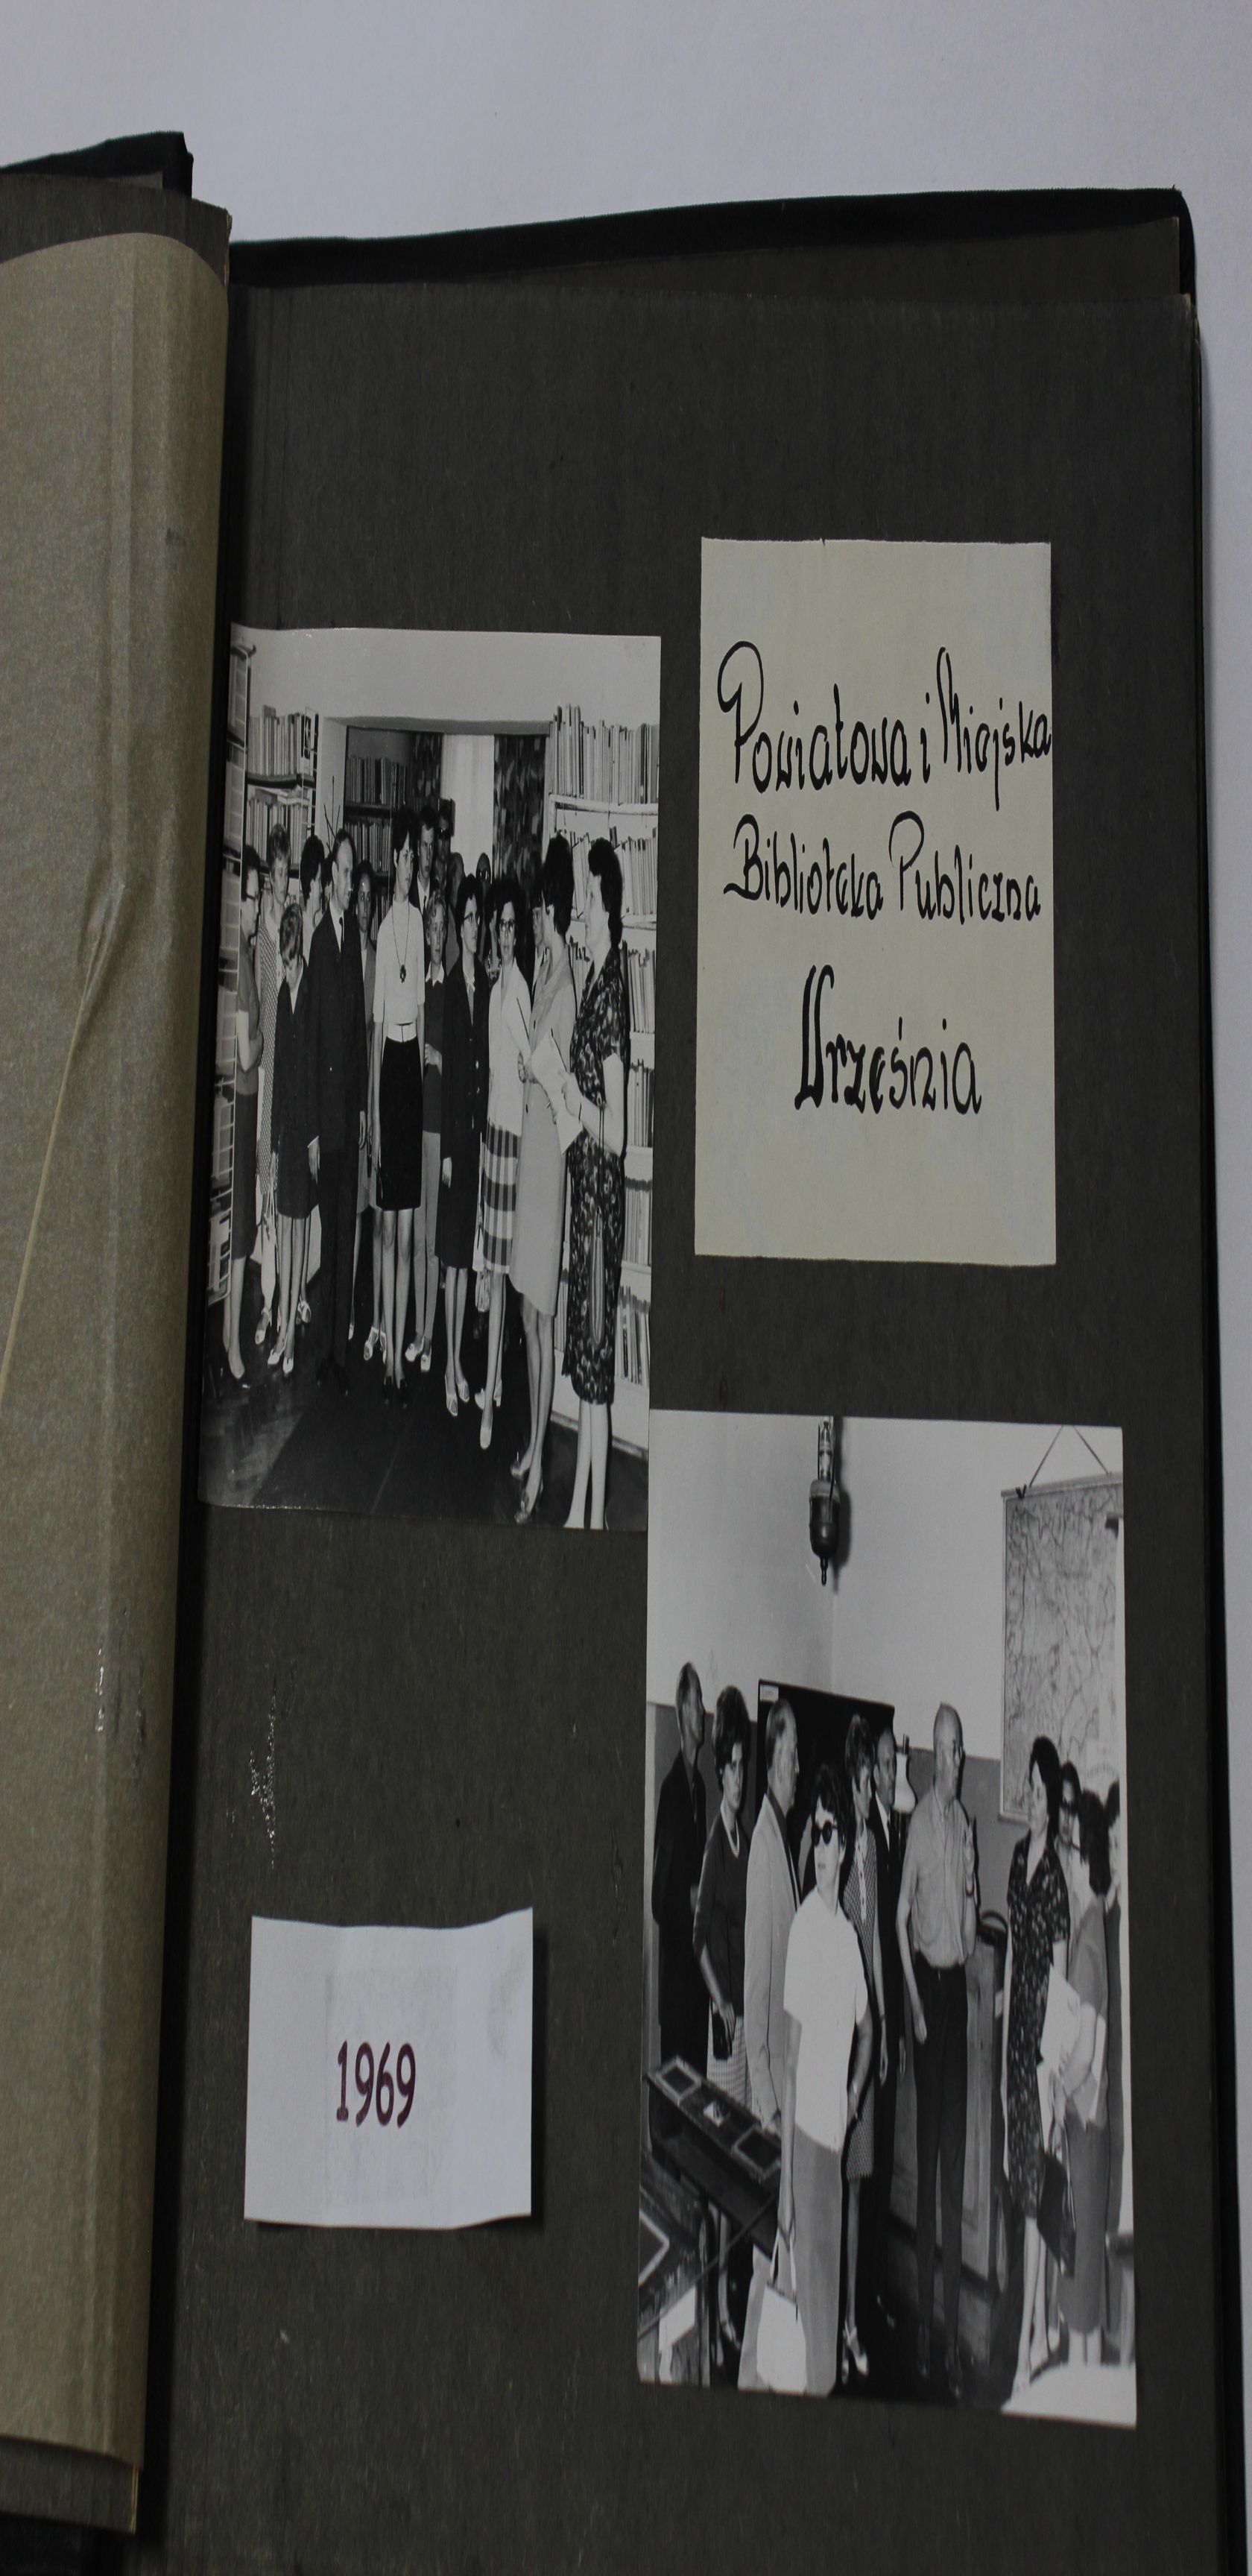 Powiatowa i Miejska
Biblioteka Publiczna
Września
1969